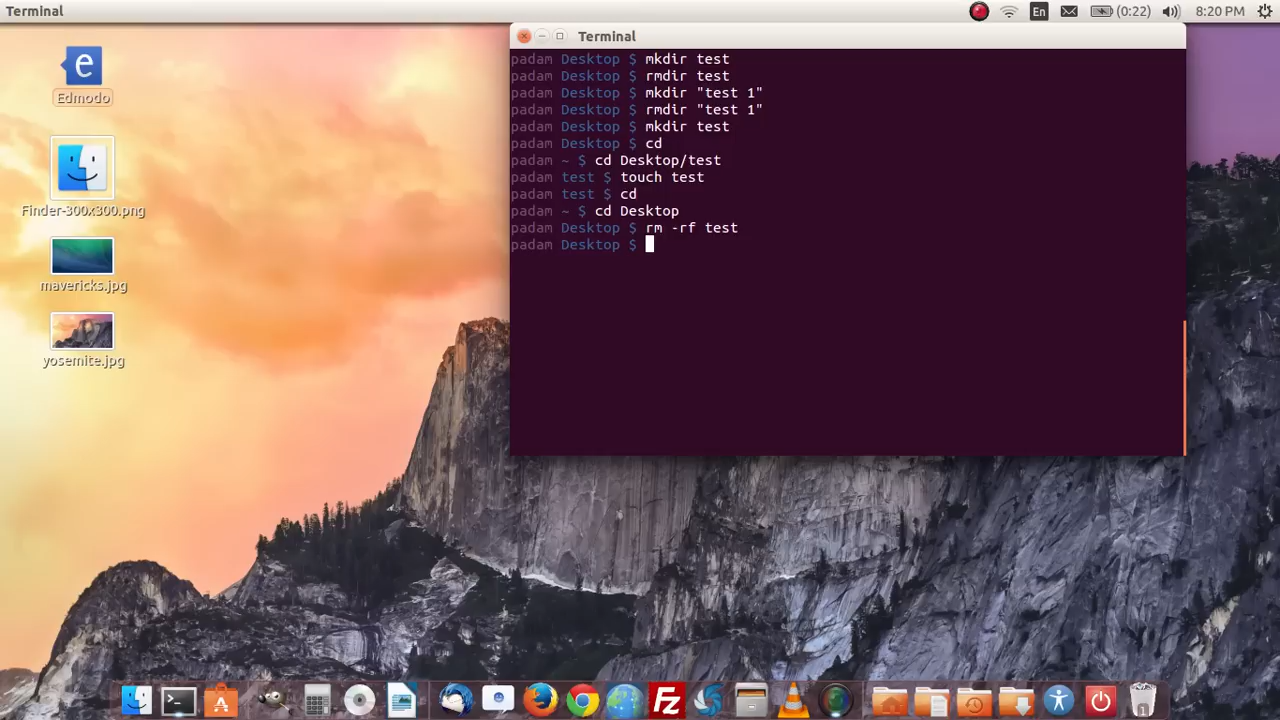 Terminal
En
(0:22)
8:20 PM
e
Edmodo
Finder-300x300.png
mavericks.jpg
yosemite.jpg
Terminal
padam Desktop $ mkdir test
padam Desktop $ rmdir test
padam Desktop $ mkdir "test 1"
padam Desktop $ rmdir "test 1"
padam Desktop $ mkdir test
padam Desktop $ cd
padam ~ $ cd Desktop/test
padam test $ touch test
padam test $ cd
padam ~ $ cd Desktop
padam Desktop $ rm -rf test
padam Desktop $
>_
FZ
1